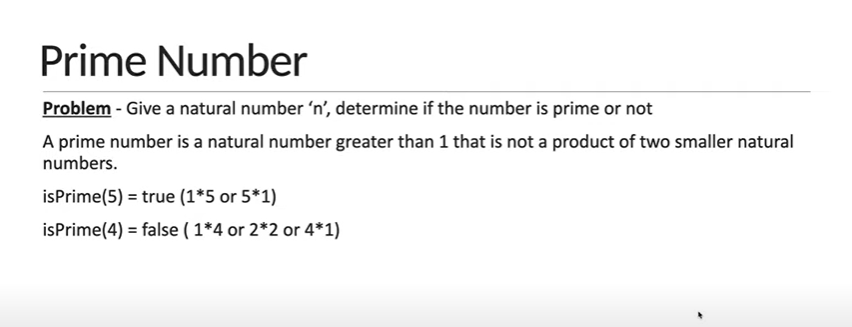 Prime Number
Problem - Give a natural number ‘n’, determine if the number is prime or not
A prime number is a natural number greater than 1 that is not a product of two smaller natural
numbers.
isPrime(5) = true (1*5 or 5*1)
isPrime(4) = false ( 1*4 or 2*2 or 4*1)